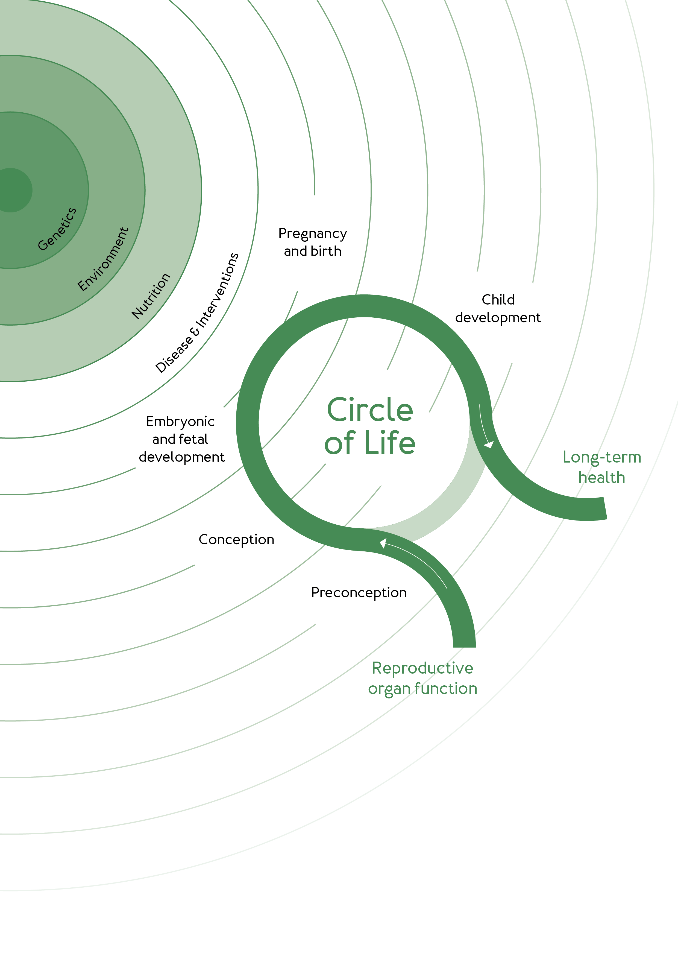 Genetics
Environment
Nutrition
Disease & Interventions
Pregnancy
and birth
Child
development
Circle
of Life
Embryonic
and fetal
development
Long-term
health
Conception
Preconception
Reproductive
organ function